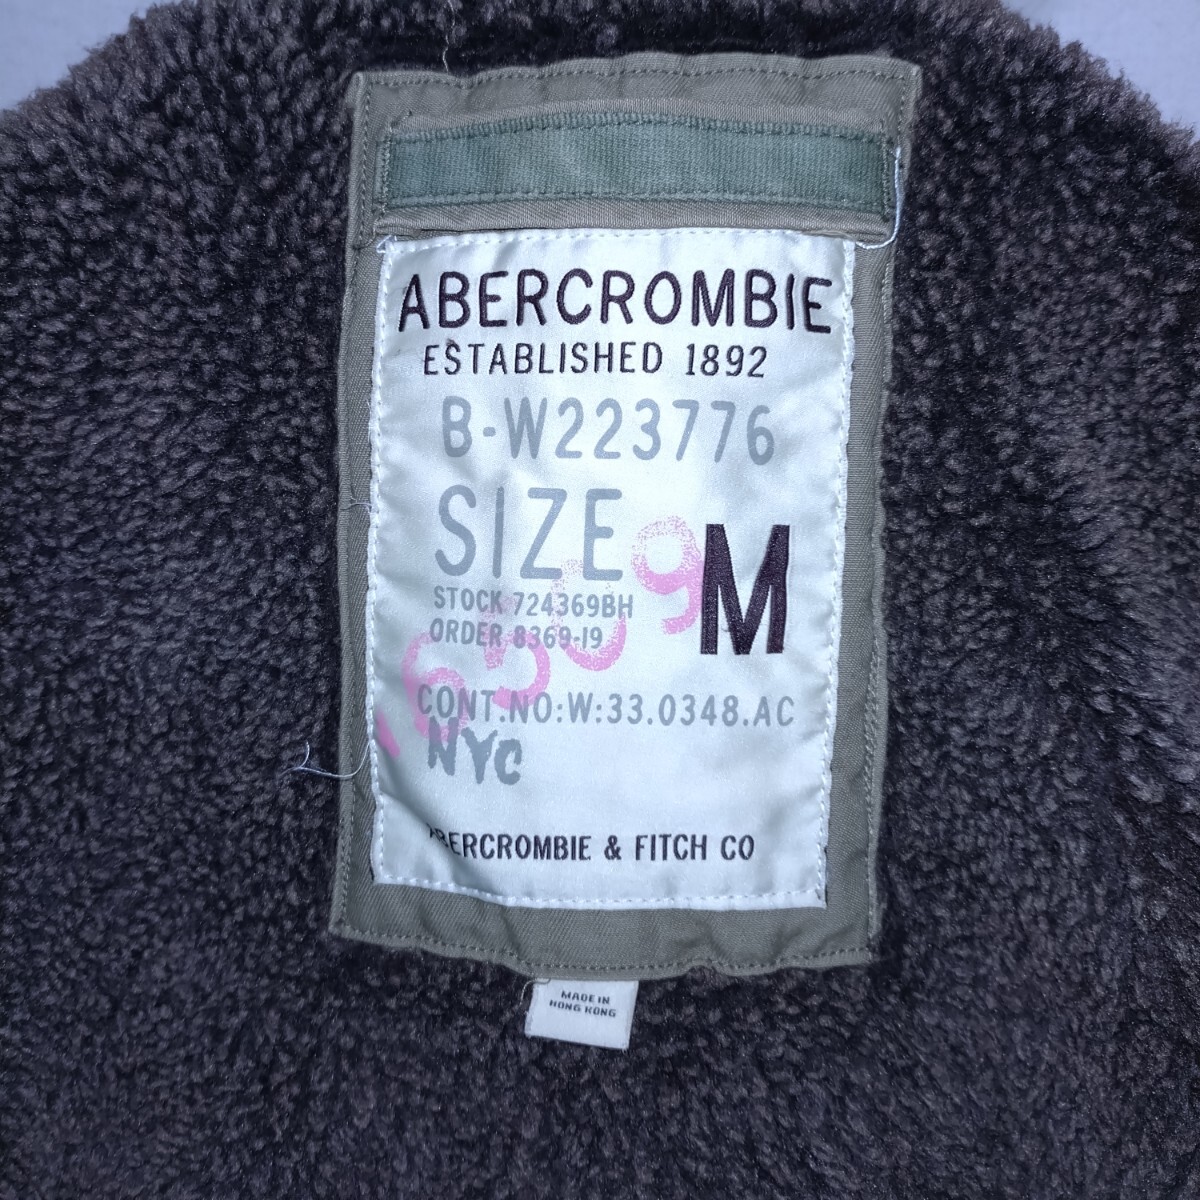 ABERCROMBIE
ESTABLISHED 1892
B-W223776
SIZE M
STOCK 724369BH
ORDER 8369-19
CONT.NO:W:33.0348.AC
NYC
ABERCROMBIE & FITCH CO
MADE IN
HONG KONG